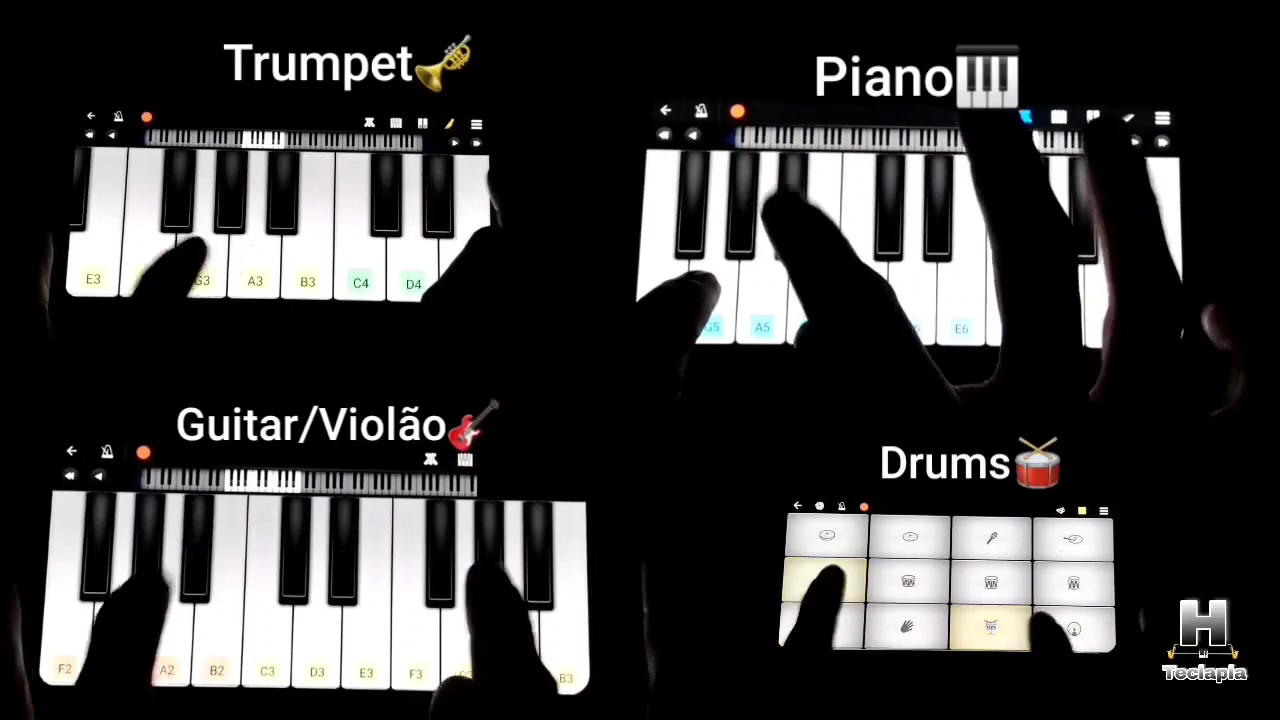 Trumpet
Piano
E3 G3 A3 B3 C4 D4
G5 A5 E6
Guitar/Violão
Drums
F2 A2 B2 C3 D3 E3 F3 B3
H
Teclapia